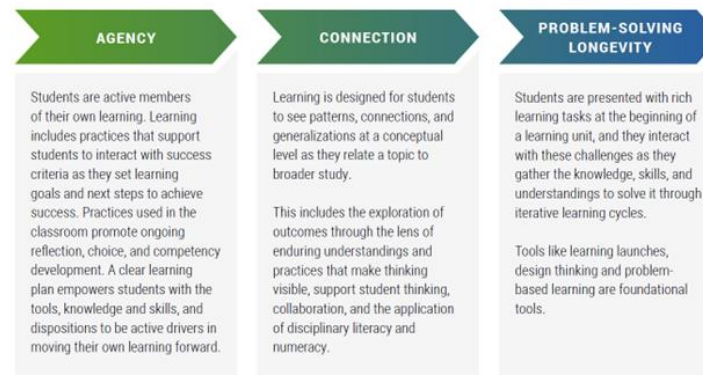 AGENCY
Students are active members
of their own learning. Learning
includes practices that support
students to interact with success
criteria as they set learning
goals and next steps to achieve
success. Practices used in the
classroom promote ongoing
reflection, choice, and competency
development. A clear learning
plan empowers students with the
tools, knowledge and skills, and
dispositions to be active drivers in
moving their own learning forward.
CONNECTION
Learning is designed for students
to see patterns, connections, and
generalizations at a conceptual
level as they relate a topic to
broader study.
This includes the exploration of
outcomes through the lens of
enduring understandings and
practices that make thinking
visible, support student thinking,
collaboration, and the application
of disciplinary literacy and
numeracy.
PROBLEM-SOLVING
LONGEVITY
Students are presented with rich
learning tasks at the beginning of
a learning unit, and they interact
with these challenges as they
gather the knowledge, skills, and
understandings to solve it through
iterative learning cycles.
Tools like learning launches,
design thinking and problem-
based learning are foundational
tools.